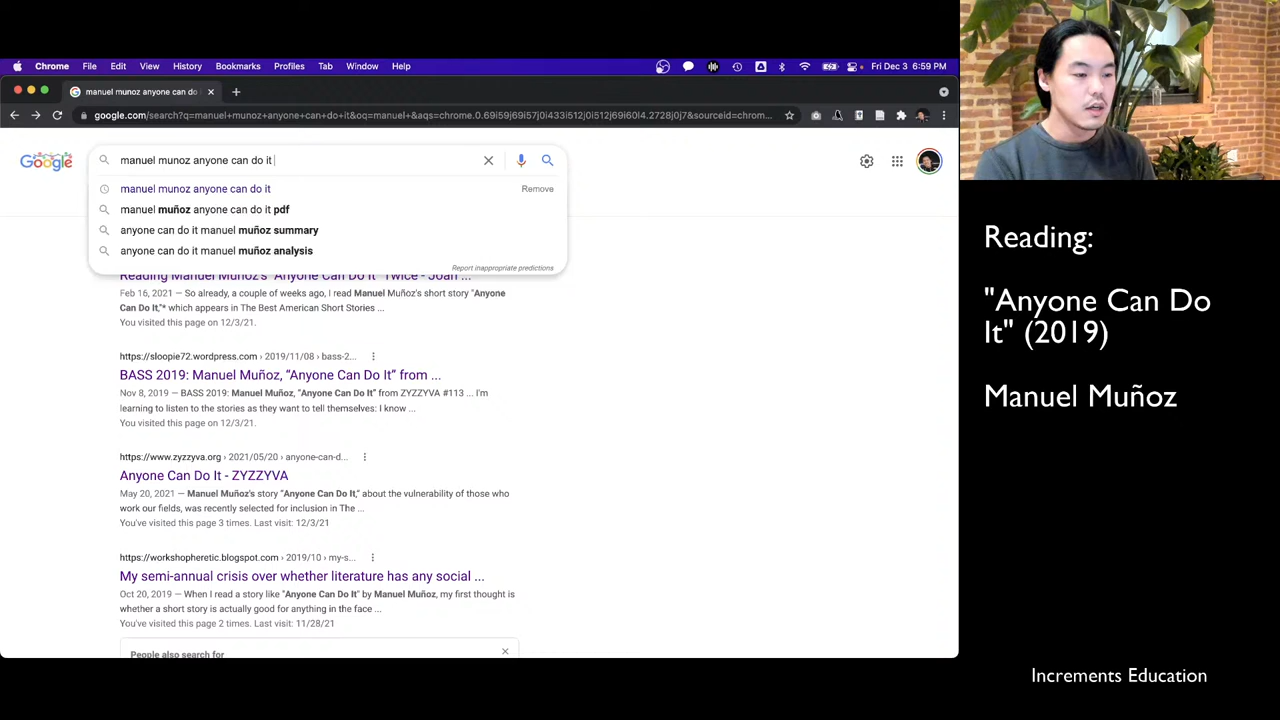 Chrome File Edit View History Bookmarks Profiles Tab Window Help Fri Dec 3 6:59 PM
manuel munoz anyone can do i
google.com/search?q=manuel+munoz+anyone+can+do+it&oq=manuel+&aqs=chrome.0.69i59j69i57j0i433i512j0i512j69i60l4.2728j0j7&sourceid=chrom...
Google
manuel munoz anyone can do it
manuel munoz anyone can do it Remove
manuel muñoz anyone can do it pdf
anyone can do it manuel muñoz summary
anyone can do it manuel muñoz analysis
Report inappropriate predictions
Reading Manuel Muñoz's "Anyone Can Do It" Twice - Joan ...
Feb 16, 2021 — So already, a couple of weeks ago, I read Manuel Muñoz's short story "Anyone
Can Do It,"* which appears in The Best American Short Stories ...
You visited this page on 12/3/21.
https://sloopie72.wordpress.com › 2019/11/08 › bass-2...
BASS 2019: Manuel Muñoz, “Anyone Can Do It” from ...
Nov 8, 2019 — BASS 2019: Manuel Muñoz, “Anyone Can Do It” from ZYZZYVA #113 ... I'm
learning to listen to the stories as they want to tell themselves: I know ...
You visited this page on 12/3/21.
https://www.zyzzyva.org › 2021/05/20 › anyone-can-d...
Anyone Can Do It - ZYZZYVA
May 20, 2021 — Manuel Muñoz's story “Anyone Can Do It,” about the vulnerability of those who
work our fields, was recently selected for inclusion in The ...
You've visited this page 3 times. Last visit: 12/3/21
https://workshopheretic.blogspot.com › 2019/10 › my-s...
My semi-annual crisis over whether literature has any social ...
Oct 20, 2019 — When I read a story like "Anyone Can Do It" by Manuel Muñoz, my first thought is
whether a short story is actually good for anything in the face ...
You've visited this page 2 times. Last visit: 11/28/21
People also search for
Reading:
"Anyone Can Do
It" (2019)
Manuel Muñoz
Increments Education